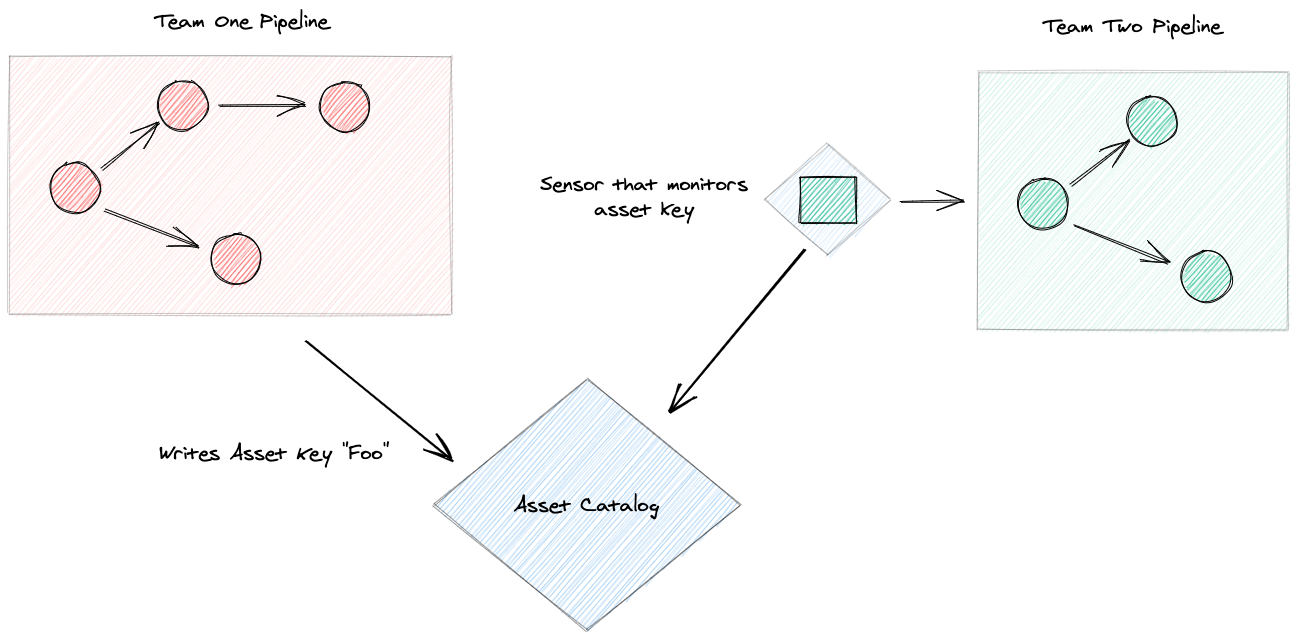 Team One Pipeline
Team Two Pipeline
Sensor that monitors
asset key
Writes Asset Key "Foo"
Asset Catalog